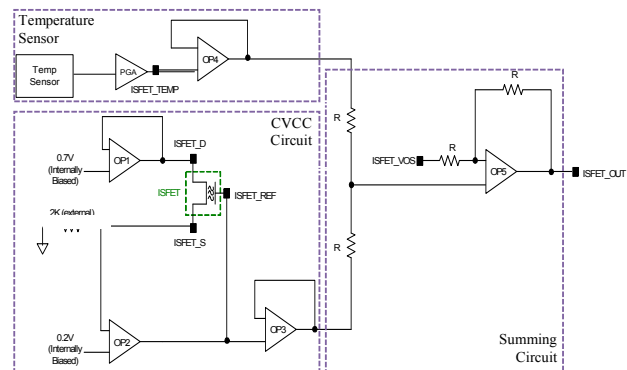 Temperature
Sensor
Temp
Sensor
PGA
ISFET_TEMP
OP4
CVCC
Circuit
0.7V
(Internally
Biased)
OP1
ISFET_D
ISFET
ISFET_REF
ISFET_S
2K (external)
0.2V
(Internally
Biased)
OP2
OP3
R
R
R
R
ISFET_VOS
OP5
ISFET_OUT
Summing
Circuit